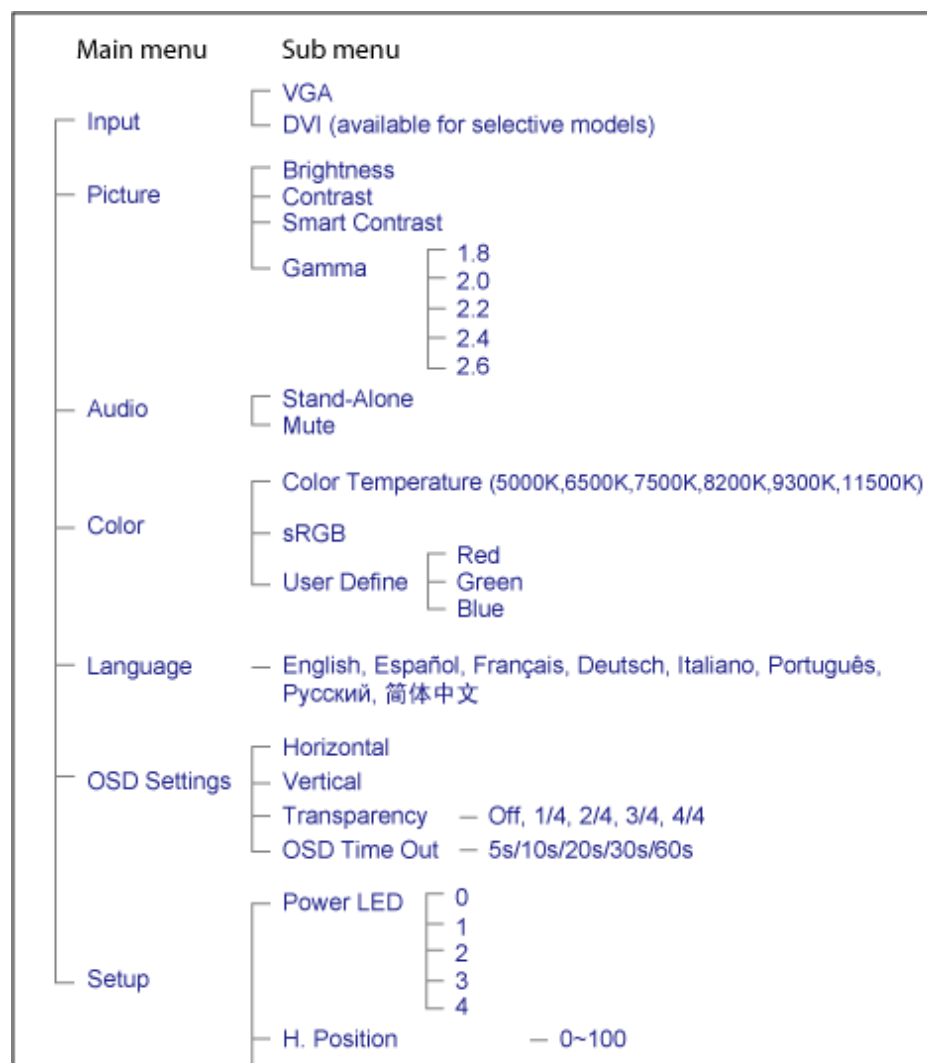 Main menu Sub menu
VGA
Input
DVI (available for selective models)
Brightness
Picture Contrast
Smart Contrast
Gamma 1.8
2.0
2.2
2.4
2.6
Audio Stand-Alone
Mute
Color Temperature (5000K,6500K,7500K,8200K,9300K,11500K)
Color sRGB
User Define Red
Green
Blue
Language English, Español, Français, Deutsch, Italiano, Português,
Русский, 简体中文
Horizontal
OSD Settings Vertical
Transparency — Off, 1/4, 2/4, 3/4, 4/4
OSD Time Out — 5s/10s/20s/30s/60s
Power LED 0
1
2
Setup 3
4
H. Position — 0~100